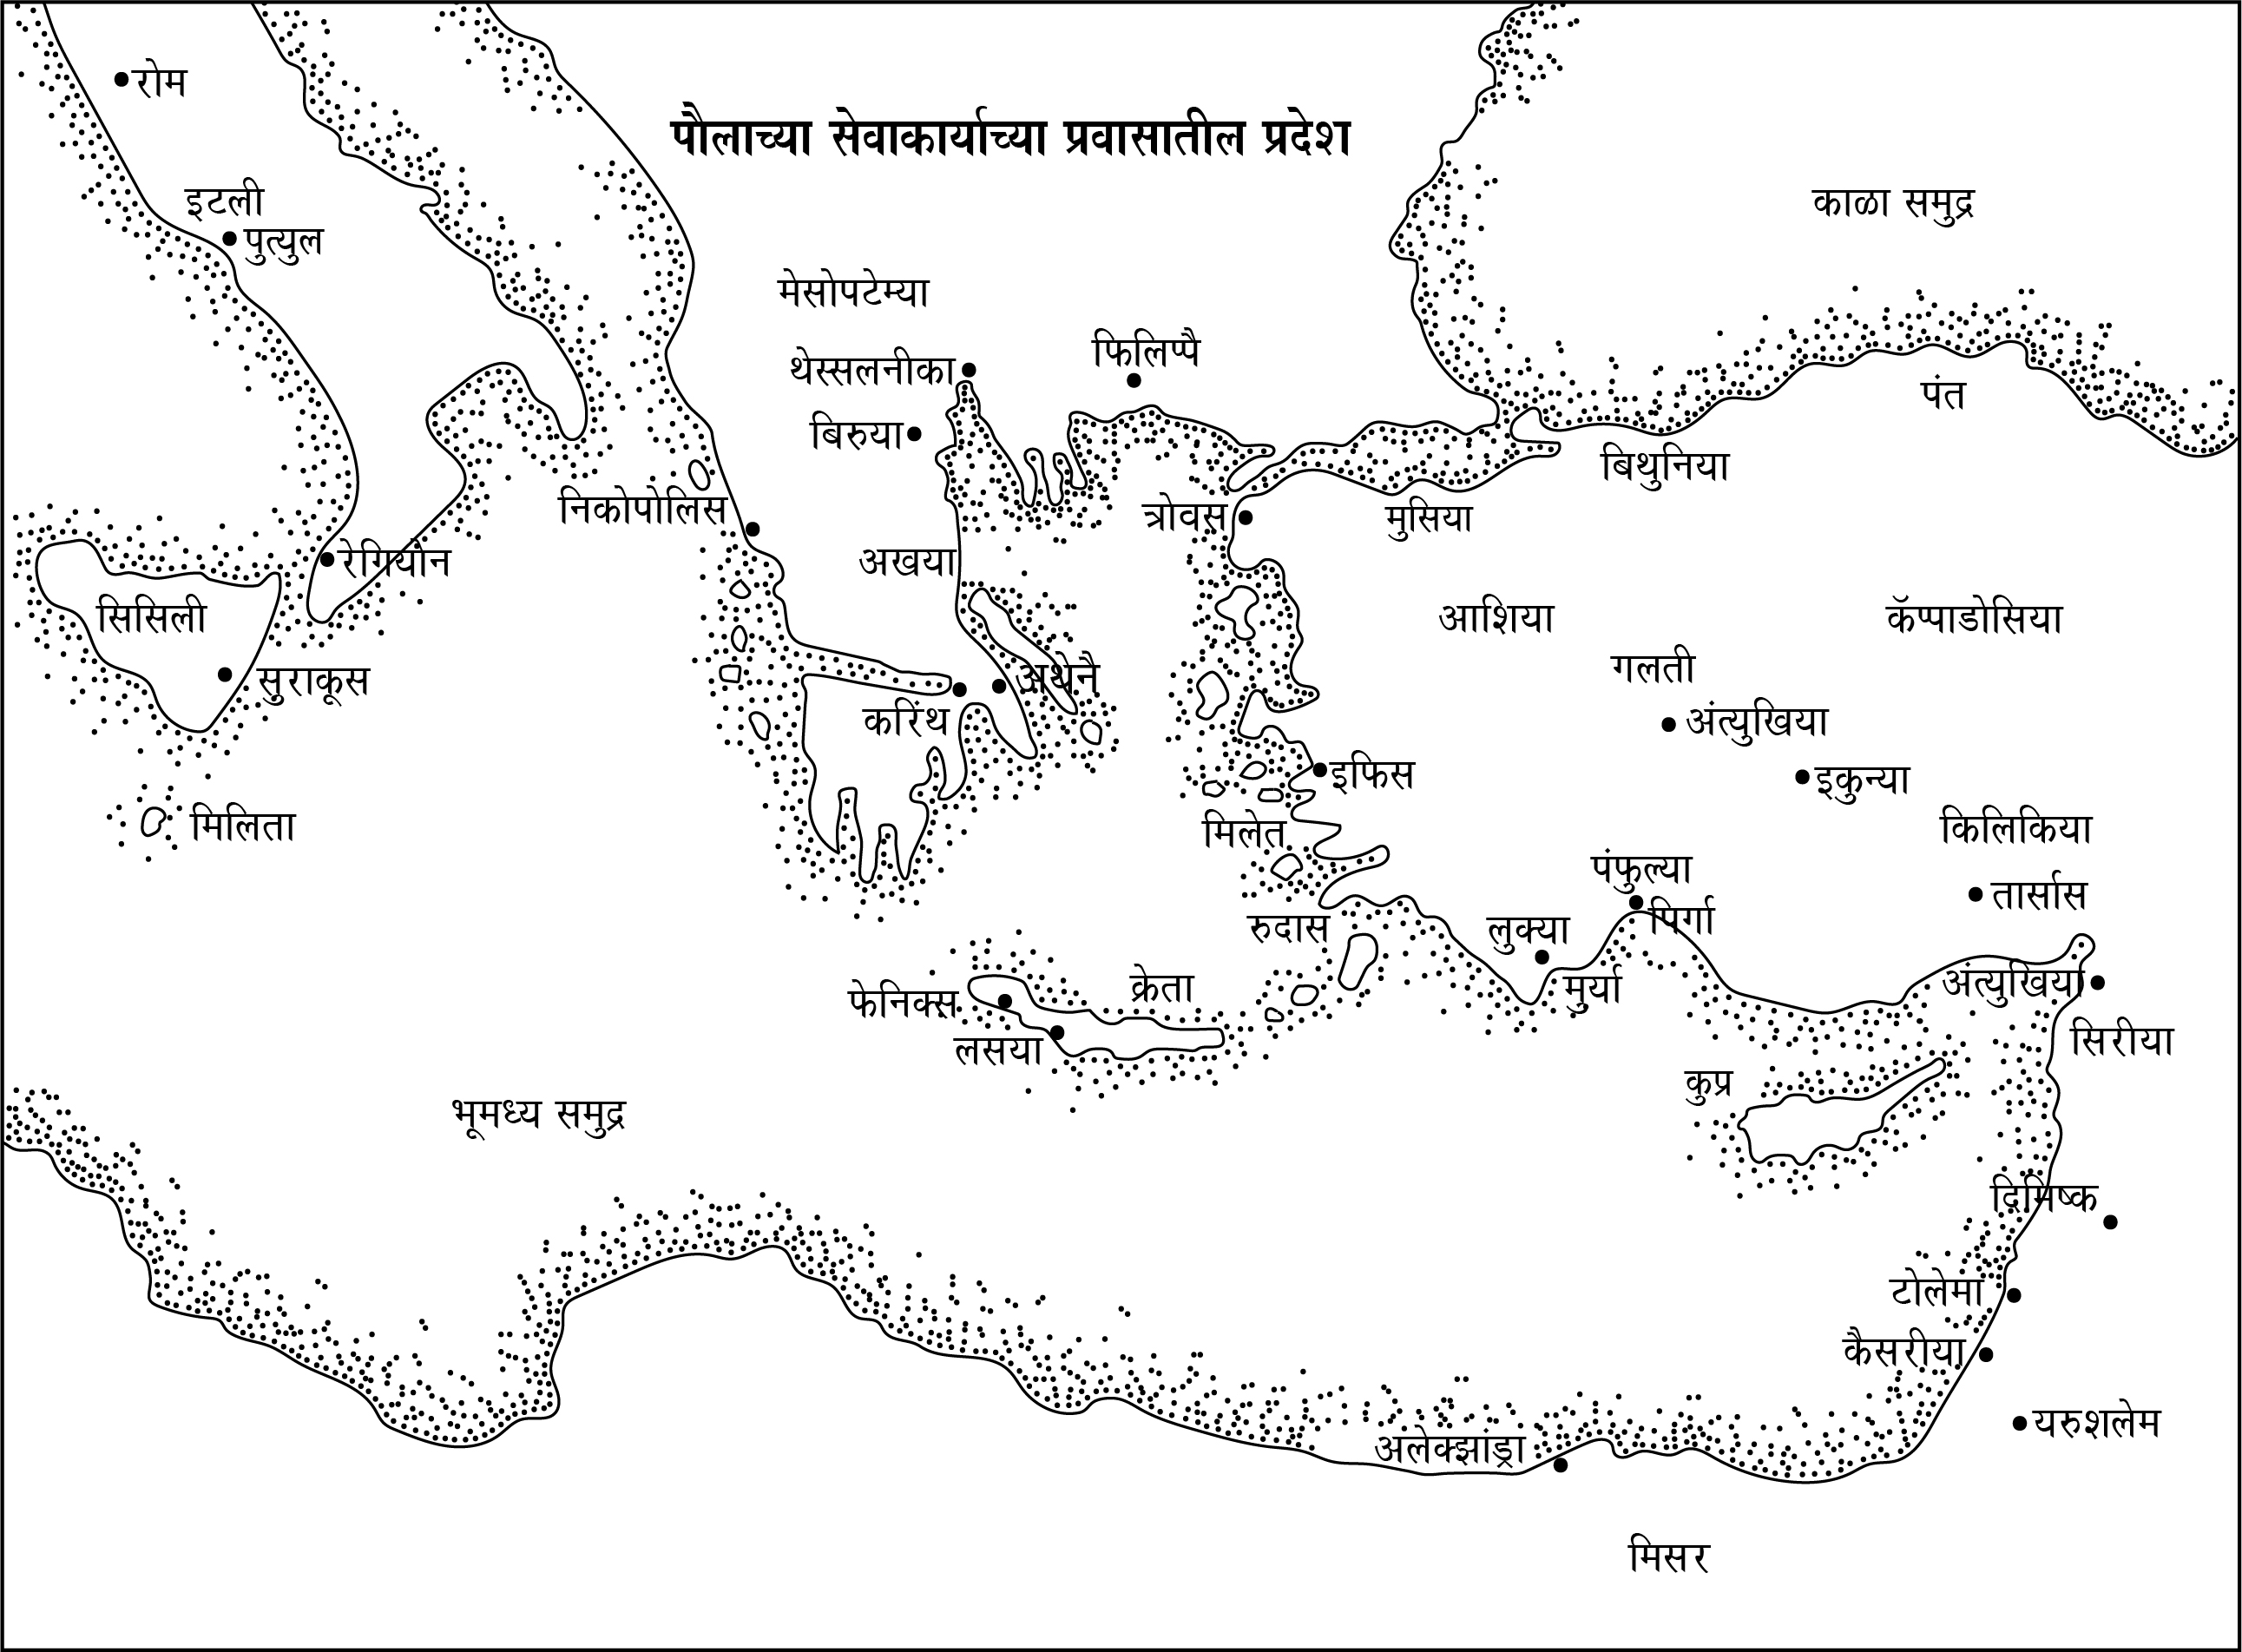 पौलाच्या सेवाकार्याच्या प्रवासातील प्रदेश
रोम
इटली
पुत्युल
काळा समुद्र
मेसोपटेम्या
थेस्सलनीका
फिलिप्पै
बिरुया
पंत
बिथुनिया
निकोपोलिस
त्रोवस
मुसिया
रेगियोन
अखया
सिसिली
आशिया
कॅप्पाडोसिया
गलती
सुराकूस
अथेनै
करिंथ
अंत्युखिया
इफिस
इकुन्या
मिलिता
मिलेत
किलिकिया
पंफुल्या
तार्सास
पिर्गा
रुदास
लुक्या
मुर्या
फेनिक्स
क्रेता
अंत्युखिया
लसया
सिरीया
कुप्र
भूमध्य समुद्र
दिमिष्क
टोलेमा
कैसरीया
यरुशलेम
अलेक्झांड्रा
मिसर